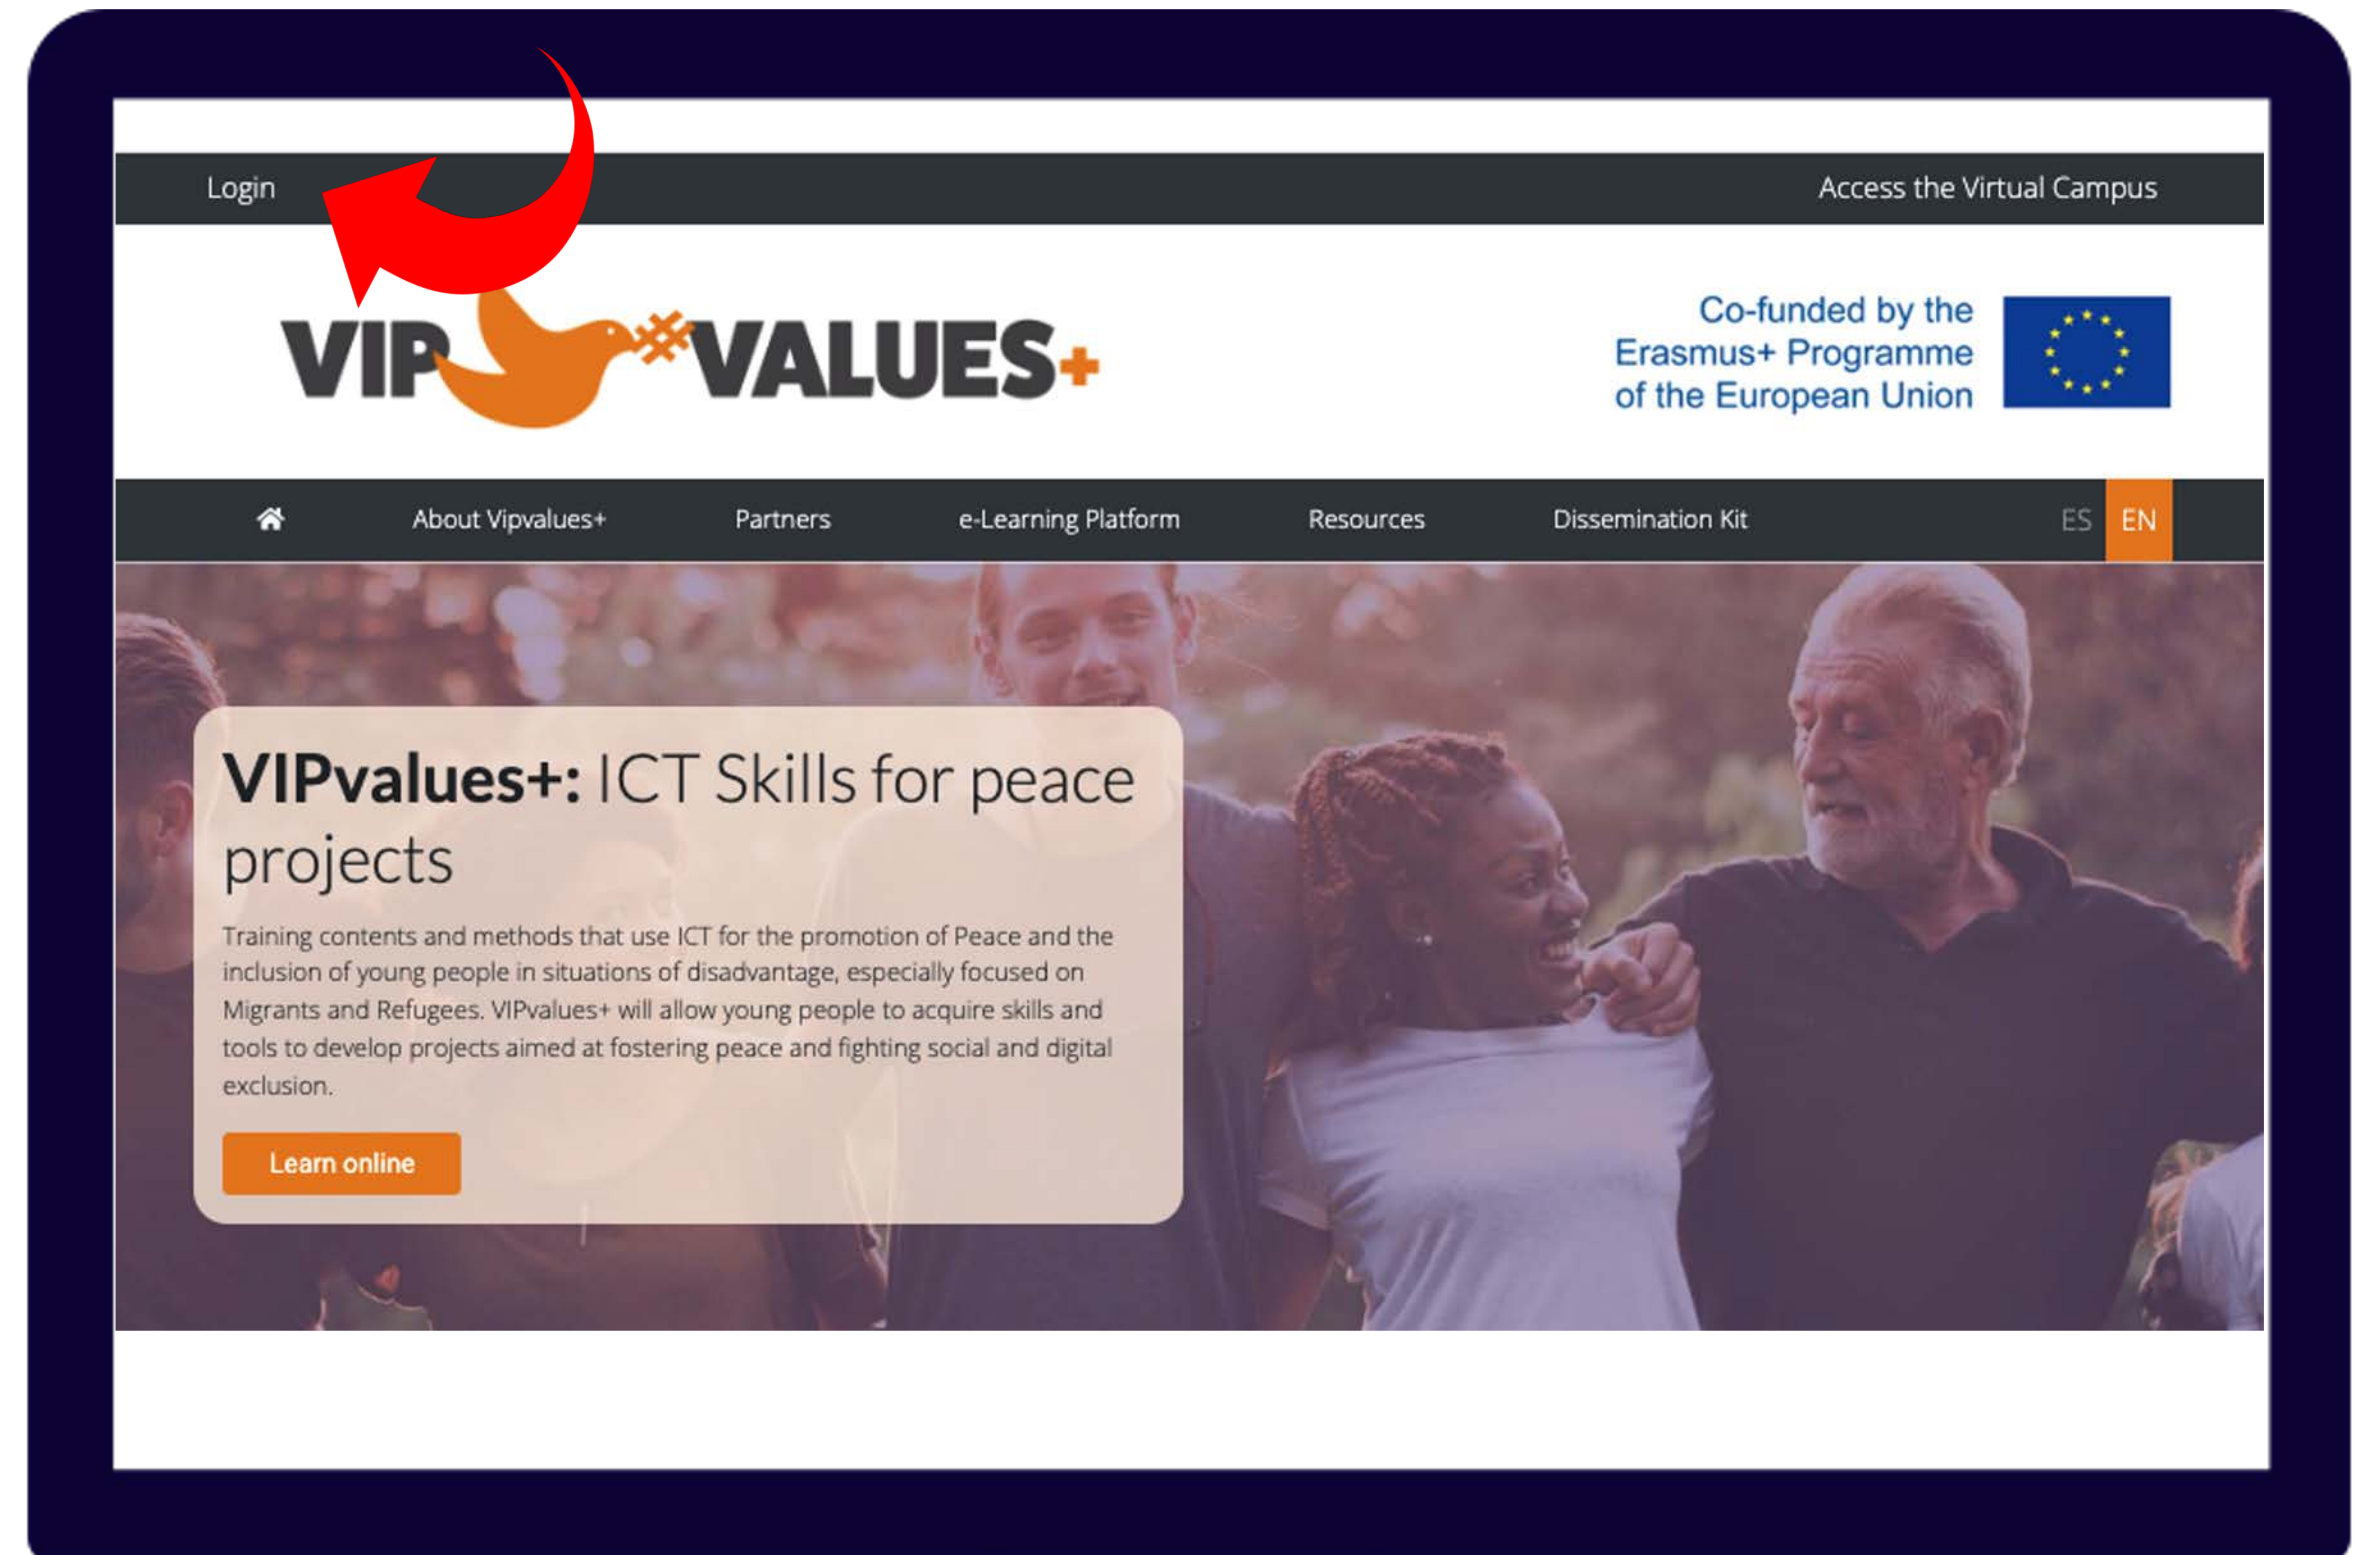 Login
Access the Virtual Campus
VIP #VALUES+
Co-funded by the
Erasmus+ Programme
of the European Union
About Vipvalues+
Partners
e-Learning Platform
Resources
Dissemination Kit
ES
EN
VIPvalues+: ICT Skills for peace
projects
Training contents and methods that use ICT for the promotion of Peace and the
inclusion of young people in situations of disadvantage, especially focused on
Migrants and Refugees. VIPvalues+ will allow young people to acquire skills and
tools to develop projects aimed at fostering peace and fighting social and digital
exclusion.
Learn online